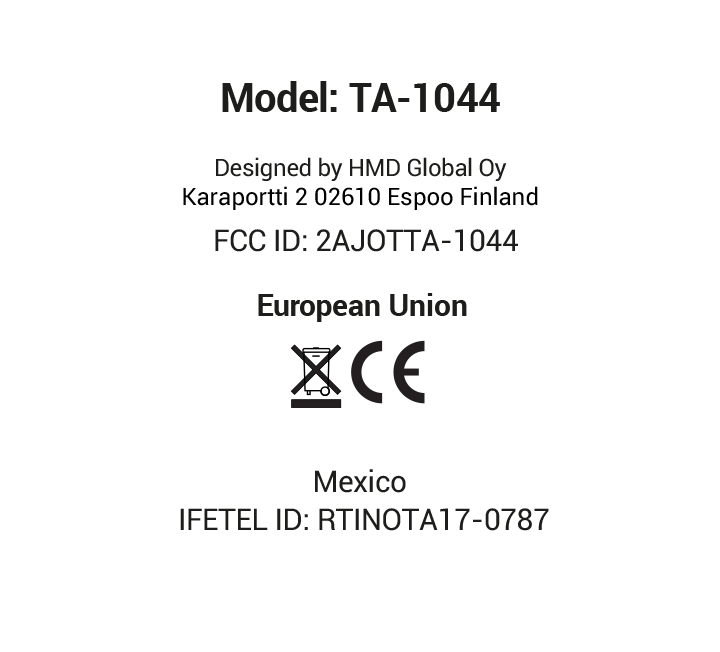 Model: TA-1044
Designed by HMD Global Oy
Karaportti 2 02610 Espoo Finland
FCC ID: 2AJOTTA-1044
European Union
CE
Mexico
IFETEL ID: RTINOTA17-0787